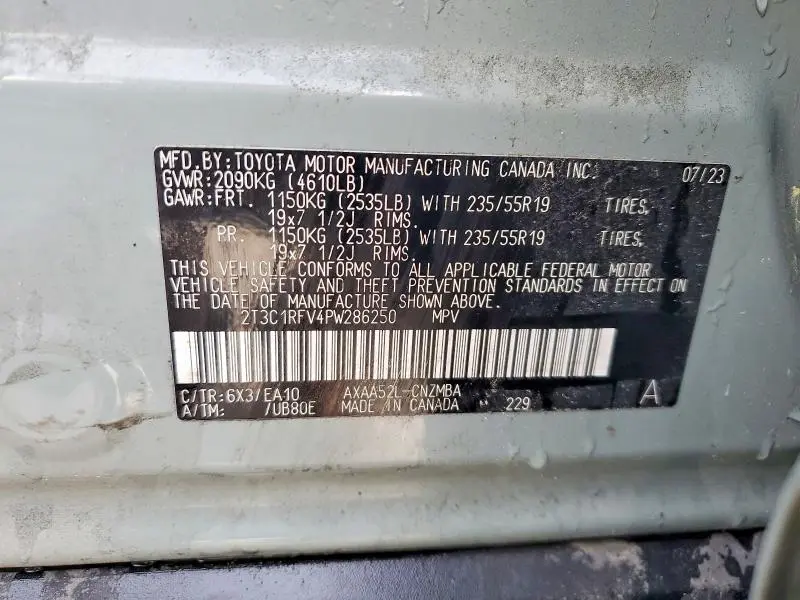 MFD.BY:TOYOTA MOTOR MANUFACTURING CANADA INC. 07/23
GVWR:2090KG (4610LB)
GAWR:FRT. 1150KG (2535LB) WITH 235/55R19 TIRES,
19x7 1/2J RIMS.
RR. 1150KG (2535LB) WITH 235/55R19 TIRES,
19x7 1/2J RIMS.
THIS VEHICLE CONFORMS TO ALL APPLICABLE FEDERAL MOTOR
VEHICLE SAFETY AND THEFT PREVENTION STANDARDS IN EFFECT ON
THE DATE OF MANUFACTURE SHOWN ABOVE.
2T3C1RFV4PW286250 MPV
C/TR:6X3/EA10 AXAA52L-CNZMBA
A/TM: /UB80E MADE IN CANADA 229 A